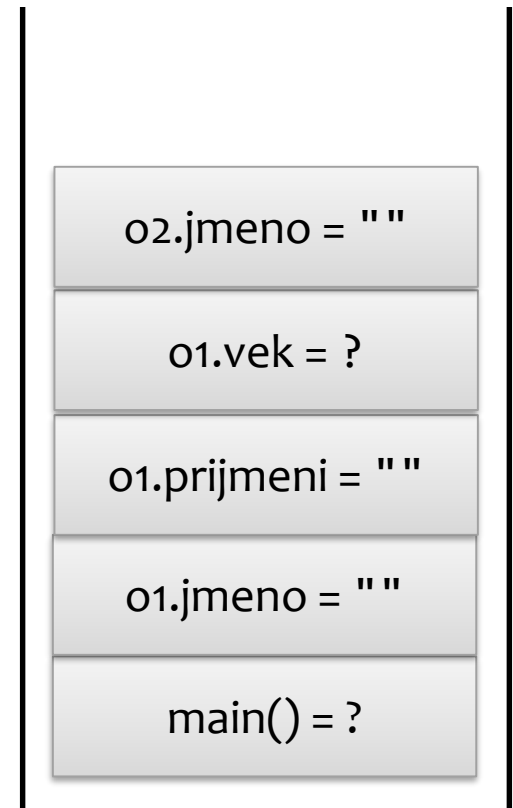 o2.jmeno = ""
o1.vek = ?
o1.prijmeni = ""
o1.jmeno = ""
main() = ?